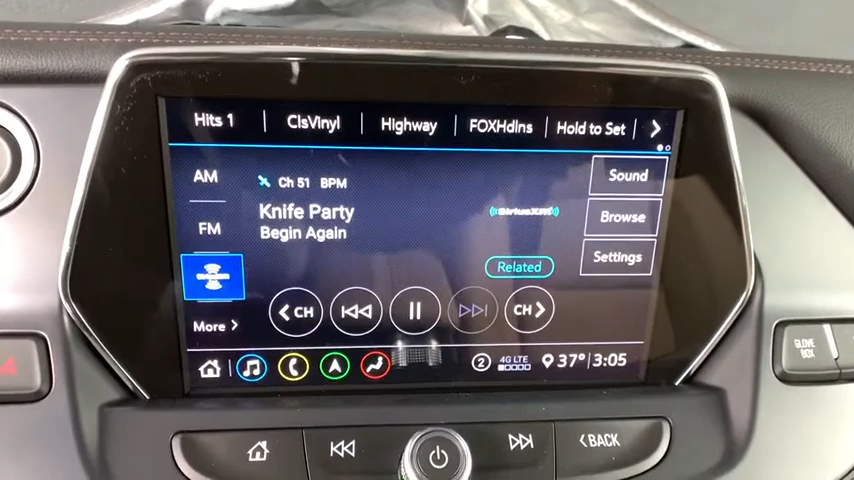 Hits 1 ClsVinyl Highway FOXHdlns Hold to Set
AM
Ch 51 BPM
Sound
Knife Party
SiriusXM
Browse
FM
Begin Again
Related
Settings
CH CH
More
2 4G LTE 37° 3:05
GLOVE
BOX
BACK